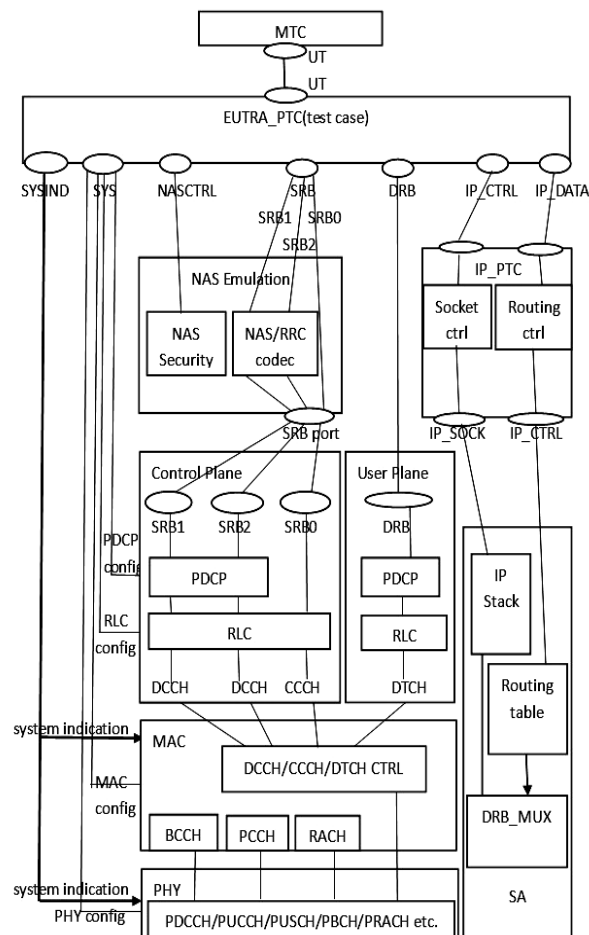 MTC
UT
UT
EUTRA_PTC(test case)
SYSIND SYS NASCTRL SRB DRB IP_CTRL IP_DATA
SRB1 SRB0
SRB2
NAS Emulation
IP_PTC
NAS Security
NAS/RRC codec
Socket ctrl
Routing ctrl
SRB port
IP_SOCK IP_CTRL
Control Plane
User Plane
SRB1 SRB2 SRB0
DRB
PDCP config
PDCP
PDCP
IP Stack
RLC config
RLC
RLC
DCCH DCCH CCCH
DTCH
Routing table
system indication
MAC
DCCH/CCCH/DTCH CTRL
MAC config
DRB_MUX
BCCH PCCH RACH
system indication
PHY
SA
PHY config
PDCCH/PUCCH/PUSCH/PBCH/PRACH etc.